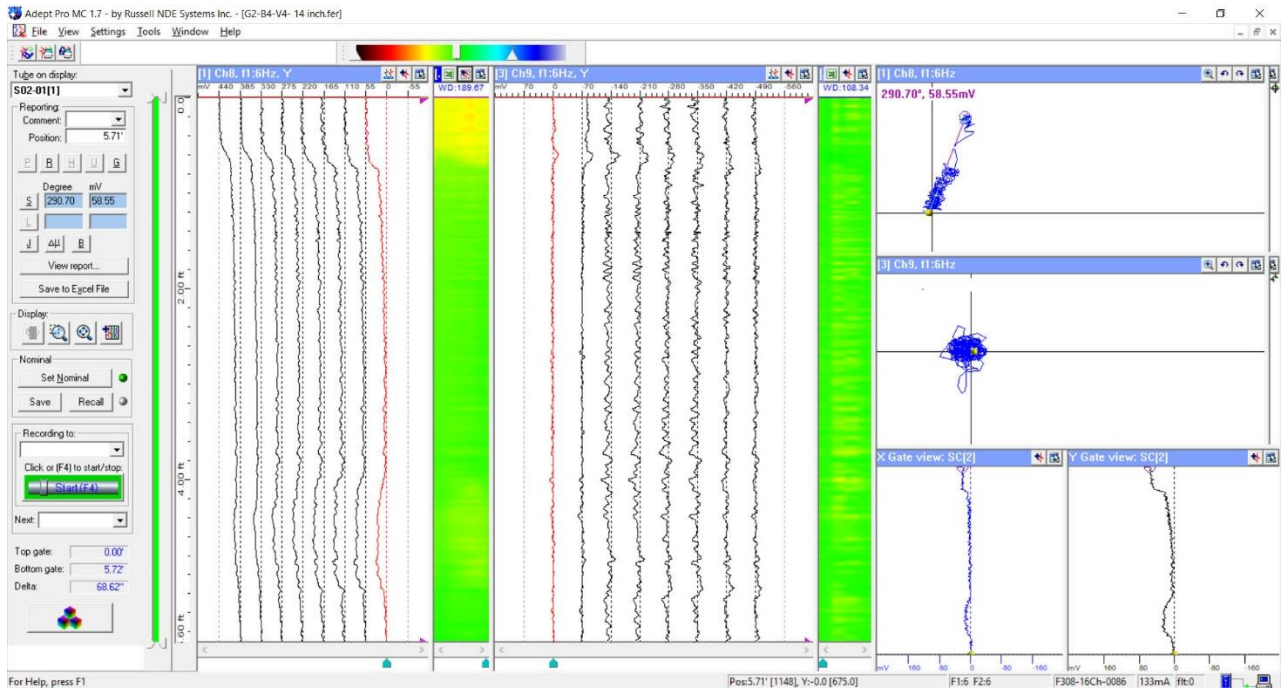 Adept Pro MC 1.7 - by Russell NDE Systems Inc. - [G2-B4-V4- 14 inch.fer]
File View Settings Tools Window Help
Tube on display:
S02-01[1]
Reporting:
Comment:
Position: 5.71'
P R H U G
Degree mV
S 290.70 58.55
L
J Δμ B
View report...
Save to Excel File
Display:
Nominal
Set Nominal
Save Recall
Recording to:
Click or (F4) to start/stop:
Start (F4)
Next:
Top gate: 0.00'
Bottom gate: 5.72'
Delta: 68.62"
[1] Ch8, f1:6Hz, Y
mV 440 385 330 275 220 165 110 55 0 -55
0.0
2.00 ft
4.00 ft
.60 ft
WD:189.67
[3] Ch9, f1:6Hz, Y
mV 70 0 -70 -140 -210 -280 -350 -420 -490 -560
WD:108.34
[1] Ch8, f1:6Hz
290.70°, 58.55mV
[3] Ch9, f1:6Hz
X Gate view: SC[2]
mV 160 80 0 -80 -160
Y Gate view: SC[2]
mV 160 80 0 -80 -160
For Help, press F1
Pos:5.71' [1148], Y:-0.0 [675.0]
F1:6 F2:6
F308-16Ch-0086
133mA
flt:0